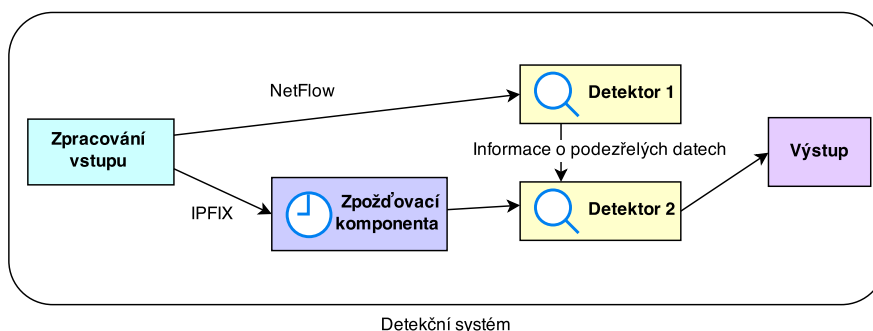 NetFlow
Detektor 1
Zpracování
vstupu
Informace o podezřelých datech
Výstup
IPFIX
Zpožďovací
komponenta
Detektor 2
Detekční systém